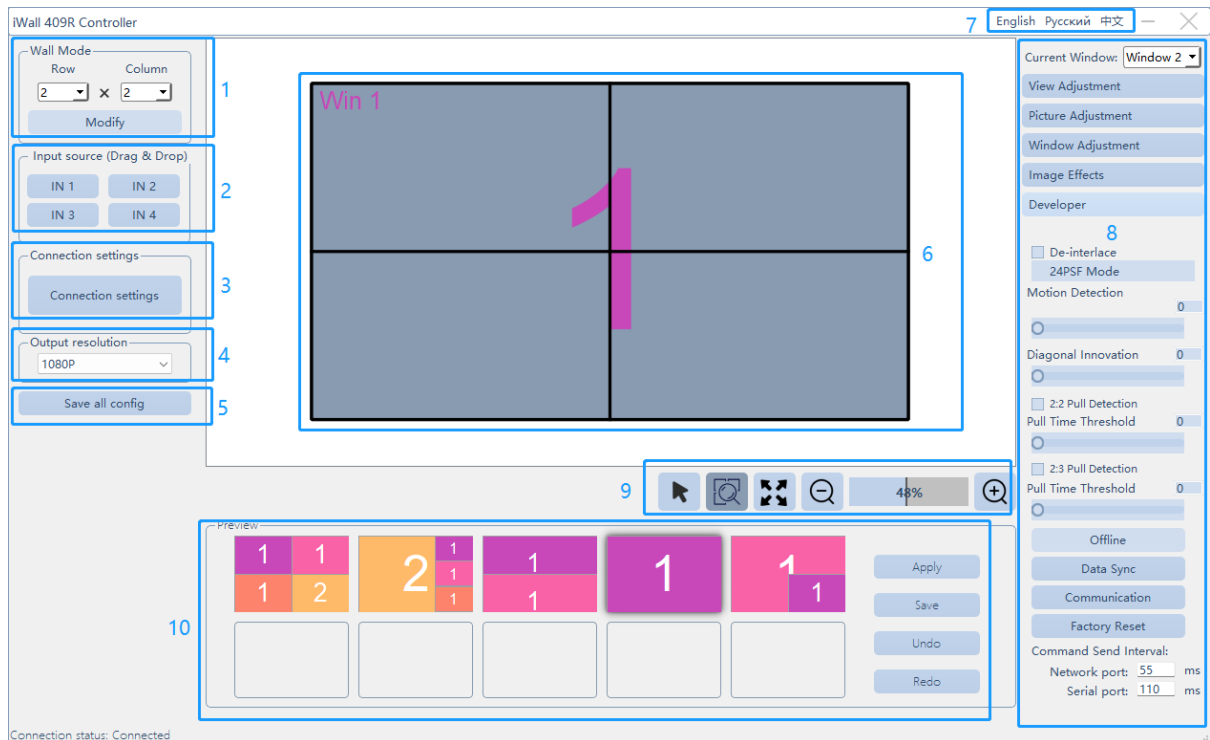 iWall 409R Controller
7
English Русский 中文
Wall Mode
Row Column
2 × 2
Modify
1
Input source (Drag & Drop)
IN 1 IN 2
IN 3 IN 4
2
Connection settings
Connection settings
3
Output resolution
1080P
4
Save all config
5
Win 1
1
6
9
48%
Preview
1 1 1 2
2 1 1 1
1 1
1
1 1
Apply
Save
Undo
Redo
10
Current Window: Window 2
View Adjustment
Picture Adjustment
Window Adjustment
Image Effects
Developer
8
De-interlace
24PSF Mode
Motion Detection
0
Diagonal Innovation 0
2:2 Pull Detection
Pull Time Threshold 0
2:3 Pull Detection
Pull Time Threshold 0
Offline
Data Sync
Communication
Factory Reset
Command Send Interval:
Network port: 55 ms
Serial port: 110 ms
Connection status: Connected